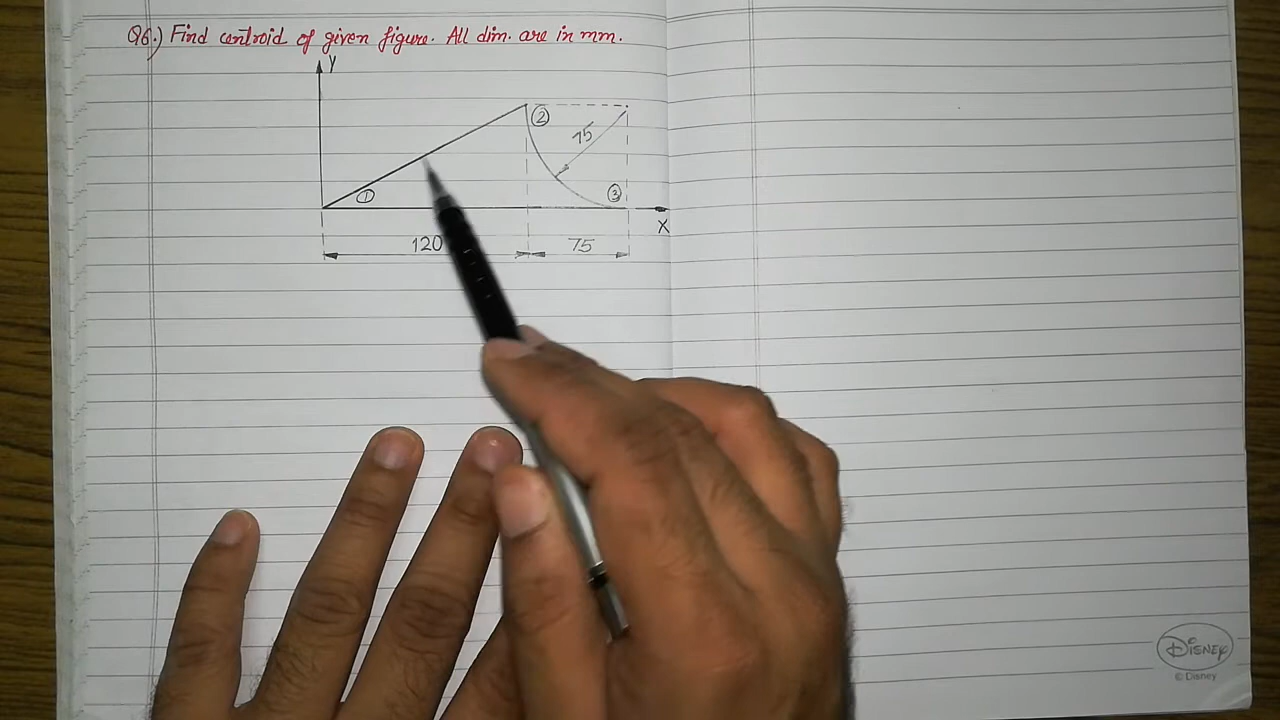 Q6.) Find centroid of given figure. All dim. are in mm.
Y
② 75
① ③
X
120 75
DISNEY
© Disney